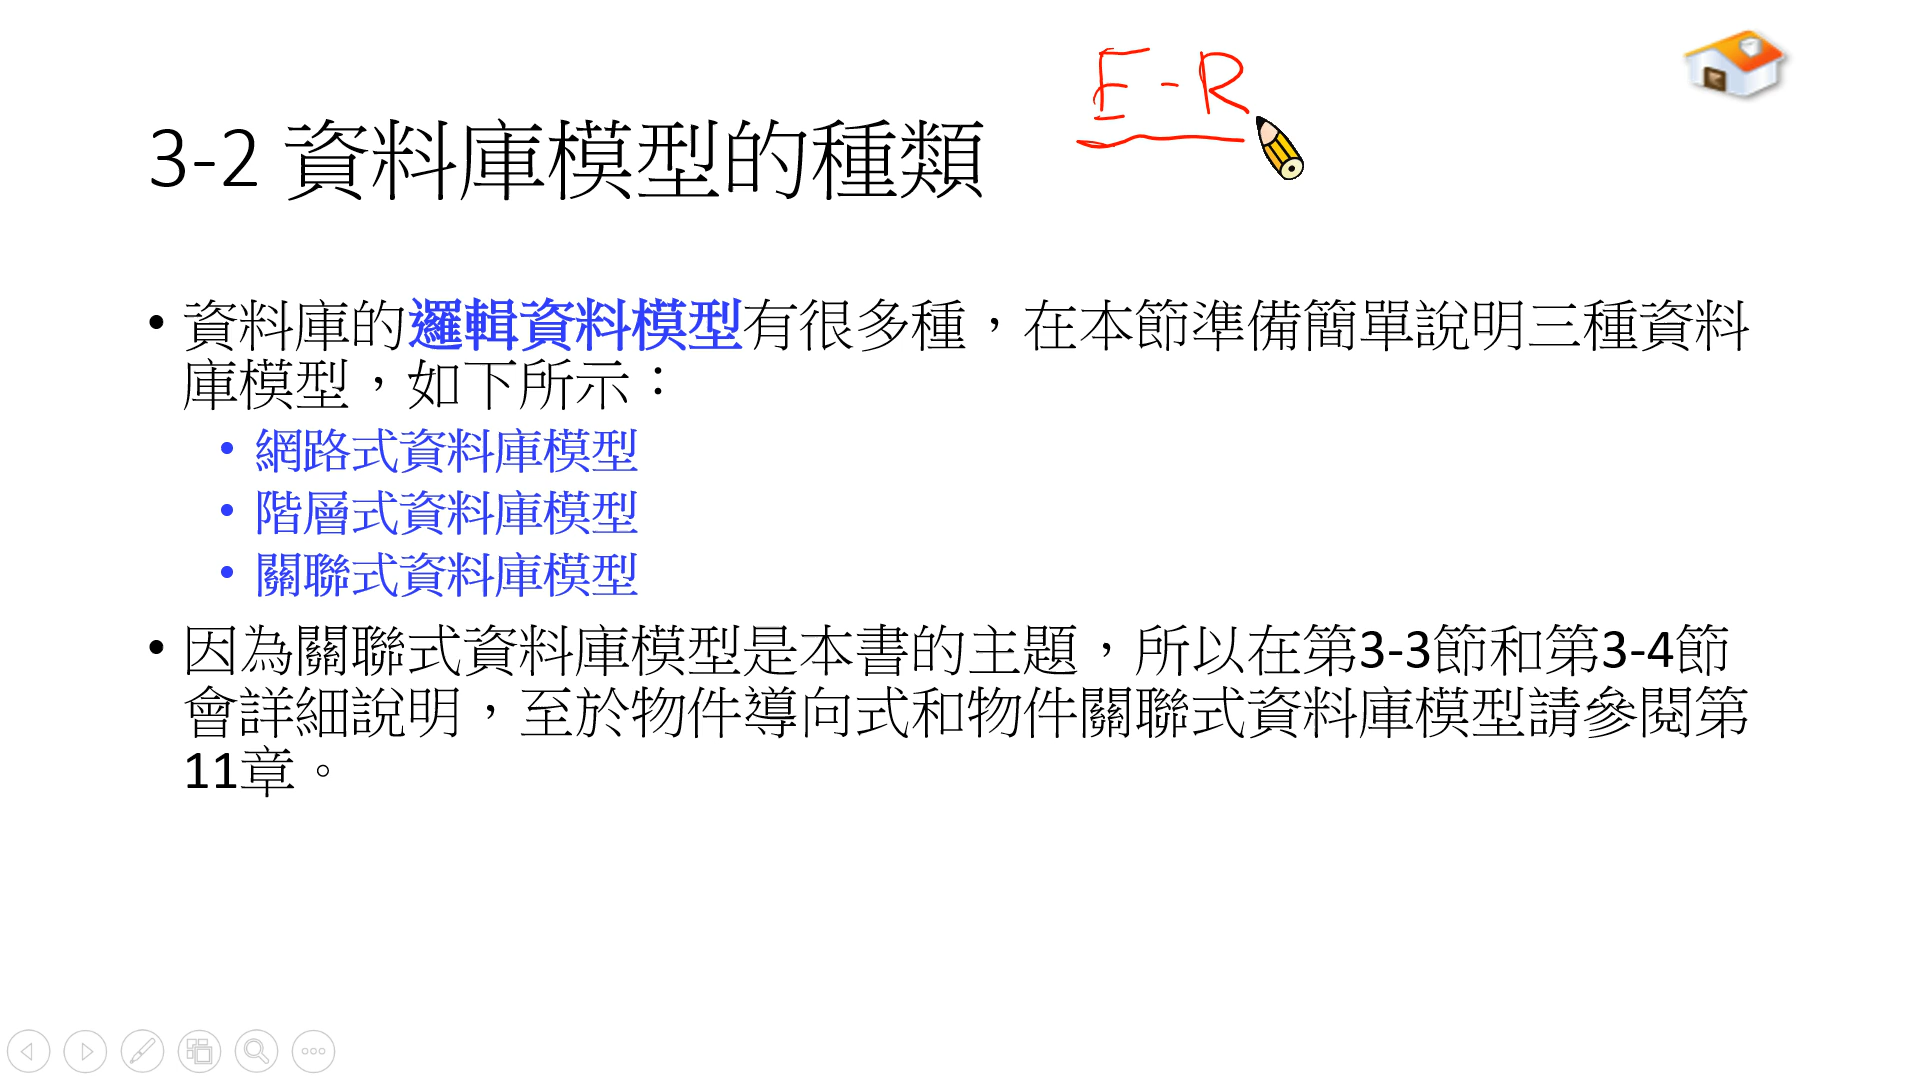 E-R
3-2 資料庫模型的種類
• 資料庫的邏輯資料模型有很多種，在本節準備簡單說明三種資料
庫模型，如下所示：
• 網路式資料庫模型
• 階層式資料庫模型
• 關聯式資料庫模型
• 因為關聯式資料庫模型是本書的主題，所以在第3-3節和第3-4節
會詳細說明，至於物件導向式和物件關聯式資料庫模型請參閱第
11章。